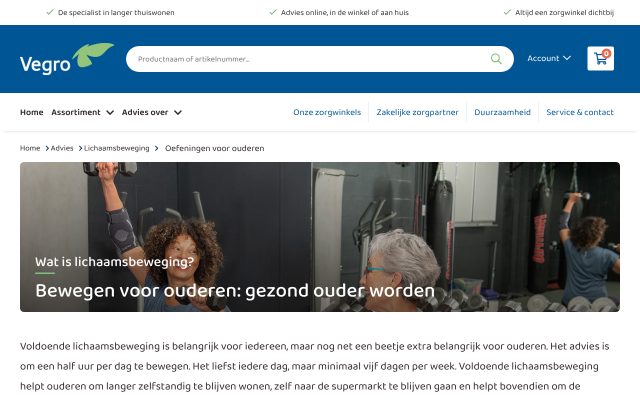 De specialist in langer thuiswonen
Advies online, in de winkel of aan huis
Altijd een zorgwinkel dichtbij
Vegro
Productnaam of artikelnummer...
Account
0
Home
Assortiment
Advies over
Onze zorgwinkels
Zakelijke zorgpartner
Duurzaamheid
Service & contact
Home
Advies
Lichaamsbeweging
Oefeningen voor ouderen
Wat is lichaamsbeweging?
Bewegen voor ouderen: gezond ouder worden
Voldoende lichaamsbeweging is belangrijk voor iedereen, maar nog net een beetje extra belangrijk voor ouderen. Het advies is
om een half uur per dag te bewegen. Het liefst iedere dag, maar minimaal vijf dagen per week. Voldoende lichaamsbeweging
helpt ouderen om langer zelfstandig te blijven wonen, zelf naar de supermarkt te blijven gaan en helpt bovendien om de